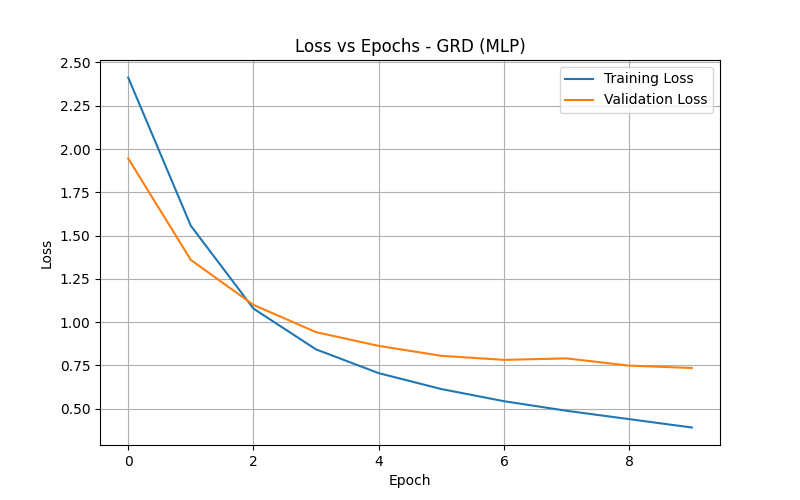 Loss vs Epochs - GRD (MLP)
Training Loss
Validation Loss
2.50
2.25
2.00
1.75
1.50
1.25
1.00
0.75
0.50
Loss
0 2 4 6 8
Epoch